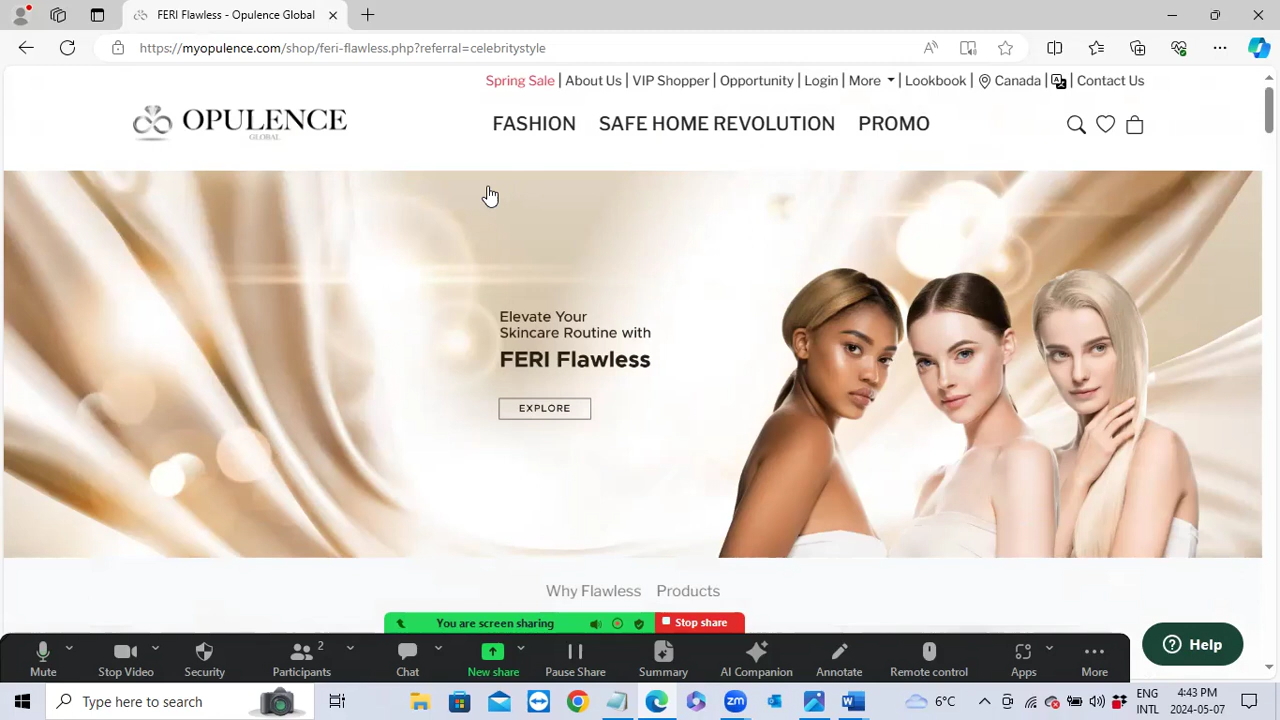 FERI Flawless - Opulence Global
https://myopulence.com/shop/feri-flawless.php?referral=celebritystyle
Spring Sale | About Us | VIP Shopper | Opportunity | Login | More | Lookbook | Canada | Contact Us
OPULENCE
GLOBAL
FASHION SAFE HOME REVOLUTION PROMO
Elevate Your
Skincare Routine with
FERI Flawless
EXPLORE
Why Flawless Products
You are screen sharing Stop share
Help
2
Mute Stop Video Security Participants Chat New share Pause Share Summary AI Companion Annotate Remote control Apps More
Type here to search
6°C
ENG
INTL
4:43 PM
2024-05-07